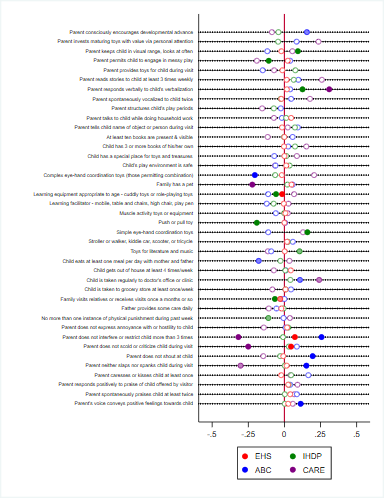 Parent consciously encourages developmental advance
Parent invests maturing toys with value via personal attention
Parent keeps child in visual range, looks at often
Parent permits child to engage in messy play
Parent provides toys for child during visit
Parent reads stories to child at least 3 times weekly
Parent responds verbally to child's verbalization
Parent spontaneously vocalized to child twice
Parent structures child's play periods
Parent talks to child while doing household work
Parent tells child name of object or person during visit
At least ten books are present & visible
Child has 3 or more books of his/her own
Child has a special place for toys and treasures
Child's play environment is safe
Complex eye-hand coordination toys (those permitting combination)
Family has a pet
Learning equipment appropriate to age - cuddly toys or role-playing toys
Learning facilitator - mobile, table and chairs, high chair, play pen
Muscle activity toys or equipment
Push or pull toy
Simple eye-hand coordination toys
Stroller or walker, kiddie car, scooter, or tricycle
Toys for literature and music
Child eats at least one meal per day with mother and father
Child gets out of house at least 4 times/week
Child is taken regularly to doctor's office or clinic
Child is taken to grocery store at least once/week
Family visits relatives or receives visits once a months or so
Father provides some care daily
No more than one instance of physical punishment during past week
Parent does not express annoyance with or hostility to child
Parent does not interfere or restrict child more than 3 times
Parent does not scold or criticize child during visit
Parent does not shout at child
Parent neither slaps nor spanks child during visit
Parent caresses or kisses child at least once
Parent responds positively to praise of child offered by visitor
Parent spontaneously praises child at least twice
Parent's voice conveys positive feelings towards child
-.5 -.25 0 .25 .5
EHS IHDP
ABC CARE